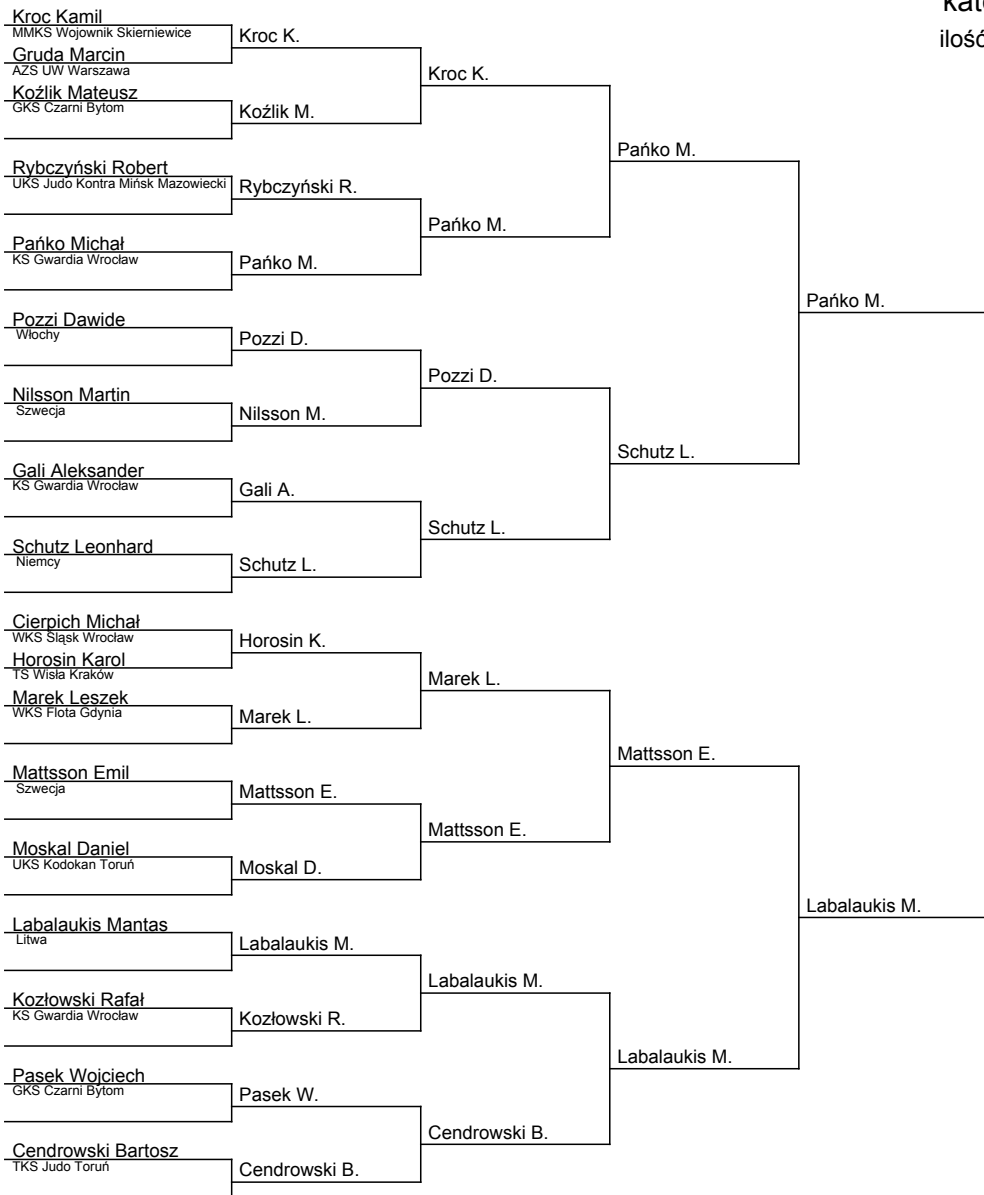 Kroc Kamil
MMKS Wojownik Skierniewice
Gruda Marcin
AZS UW Warszawa
Koźlik Mateusz
GKS Czarni Bytom
Rybczyński Robert
UKS Judo Kontra Mińsk Mazowiecki
Pańko Michał
KS Gwardia Wrocław
Pozzi Dawide
Włochy
Nilsson Martin
Szwecja
Gali Aleksander
KS Gwardia Wrocław
Schutz Leonhard
Niemcy
Cierpich Michał
WKS Śląsk Wrocław
Horosin Karol
TS Wisła Kraków
Marek Leszek
WKS Flota Gdynia
Mattsson Emil
Szwecja
Moskal Daniel
UKS Kodokan Toruń
Labalaukis Mantas
Litwa
Kozłowski Rafał
KS Gwardia Wrocław
Pasek Wojciech
GKS Czarni Bytom
Cendrowski Bartosz
TKS Judo Toruń
Kroc K.
Koźlik M.
Rybczyński R.
Pańko M.
Pozzi D.
Nilsson M.
Gali A.
Schutz L.
Horosin K.
Marek L.
Mattsson E.
Moskal D.
Labalaukis M.
Kozłowski R.
Pasek W.
Cendrowski B.
Kroc K.
Pańko M.
Pozzi D.
Schutz L.
Marek L.
Mattsson E.
Labalaukis M.
Cendrowski B.
Pańko M.
Schutz L.
Mattsson E.
Labalaukis M.
Pańko M.
Labalaukis M.
ilość